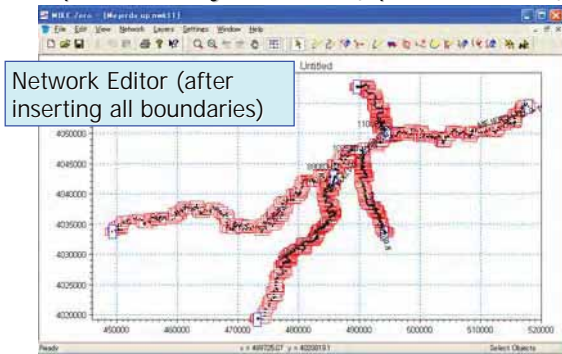 MIKE Zero - [Mejerda up.nwk11]
File Edit View Network Layers Settings Window Help
Untitled
Network Editor (after
inserting all boundaries)
4050000
4045000
4040000
4035000
4030000
4025000
4020000
450000 460000 470000 480000 490000 500000 510000 520000
Ready Select Objects